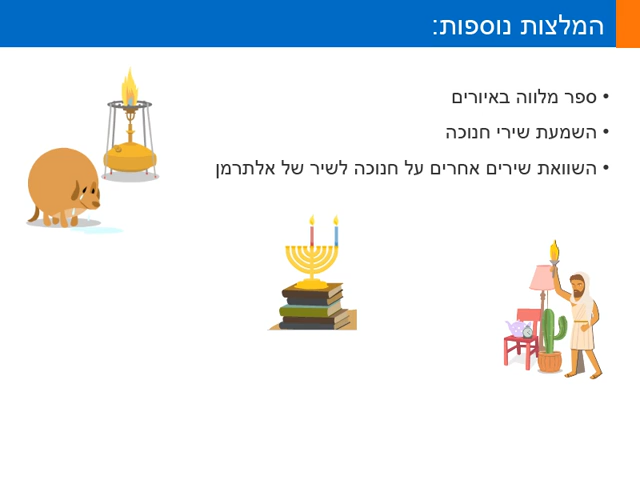 המלצות נוספות:
• ספר מלווה באיורים
• השמעת שירי חנוכה
• השוואת שירים אחרים על חנוכה לשיר של אלתרמן